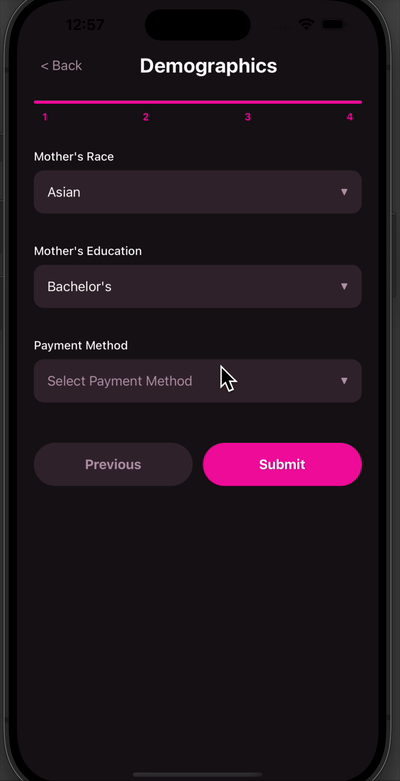 12:57
< Back
Demographics
1 2 3 4
Mother's Race
Asian
Mother's Education
Bachelor's
Payment Method
Select Payment Method
Previous
Submit